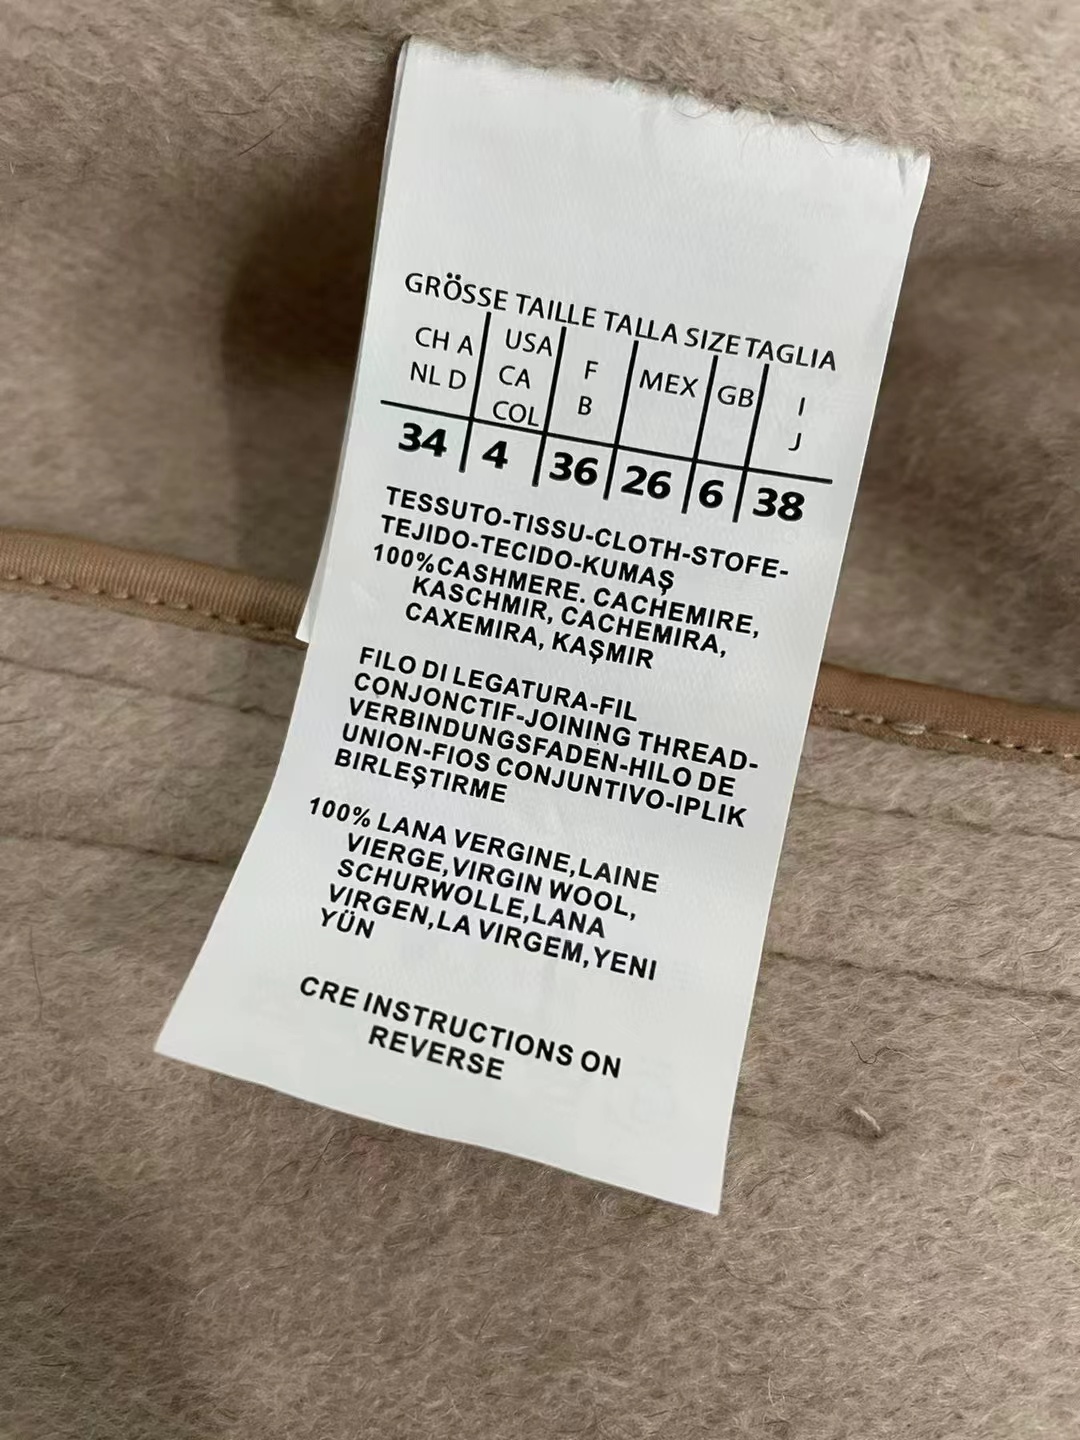 GRÖSSE TAILLE TALLA SIZE TAGLIA
CH A NL D | USA CA COL | F B | MEX | GB | I J
34 | 4 | 36 | 26 | 6 | 38
TESSUTO-TISSU-CLOTH-STOFE-
TEJIDO-TECIDO-KUMAŞ
100%CASHMERE. CACHEMIRE,
KASCHMIR, CACHEMIRA,
CAXEMIRA, KAŞMIR
FILO DI LEGATURA-FIL
CONJONCTIF-JOINING THREAD-
VERBINDUNGSFADEN-HILO DE
UNION-FIOS CONJUNTIVO-IPLIK
BIRLEŞTIRME
100% LANA VERGINE,LAINE
VIERGE,VIRGIN WOOL,
SCHURWOLLE,LANA
VIRGEN,LA VIRGEM,YENI
YÜN
CRE INSTRUCTIONS ON
REVERSE